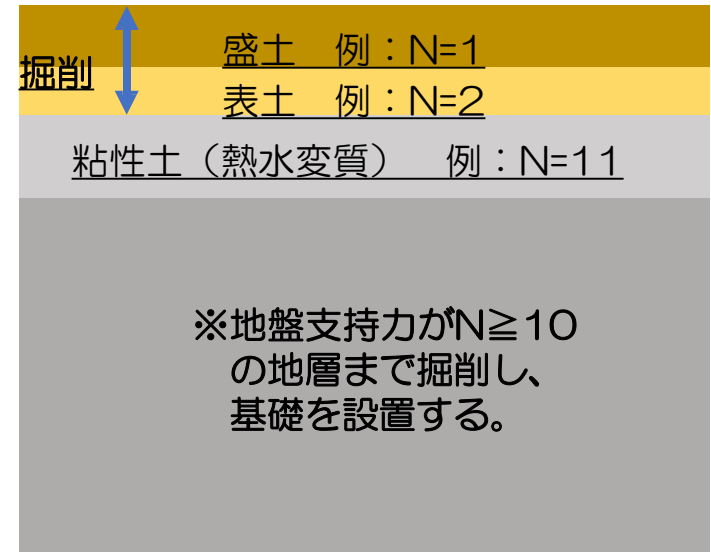 盛土　例：N=1
掘削
表土　例：N=2
粘性土（熱水変質）　例：N=11
※地盤支持力がN≧10
の地層まで掘削し、
基礎を設置する。